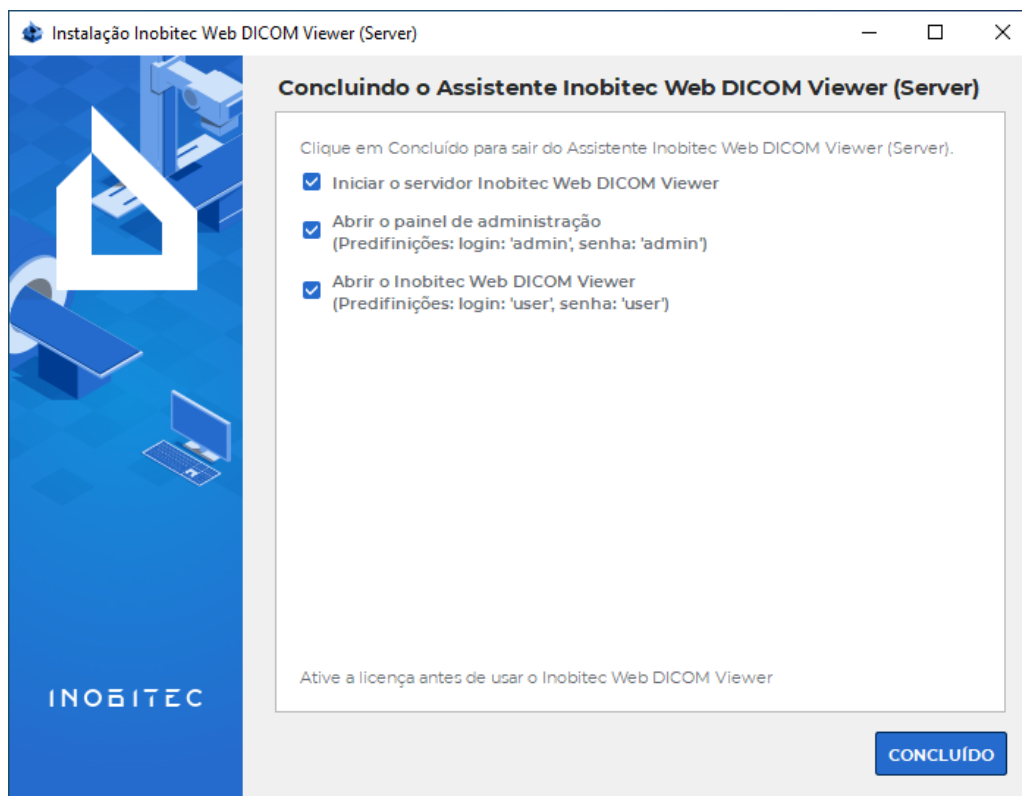 Instalação Inobitec Web DICOM Viewer (Server)
Concluindo o Assistente Inobitec Web DICOM Viewer (Server)
Clique em Concluído para sair do Assistente Inobitec Web DICOM Viewer (Server).
Iniciar o servidor Inobitec Web DICOM Viewer
Abrir o painel de administração
(Predifinições: login: 'admin', senha: 'admin')
Abrir o Inobitec Web DICOM Viewer
(Predifinições: login: 'user', senha: 'user')
Ative a licença antes de usar o Inobitec Web DICOM Viewer
INOBITEC
CONCLUÍDO